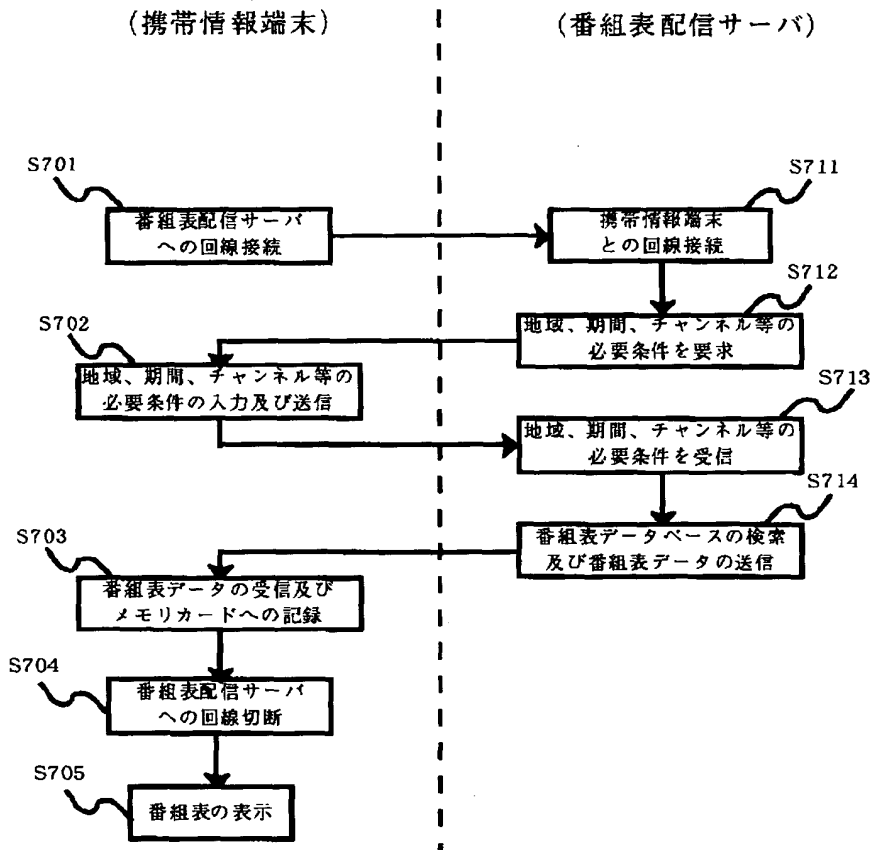 (携帯情報端末)
(番組表配信サーバ)
S701
番組表配信サーバ
への回線接続
S711
携帯情報端末
との回線接続
S712
地域、期間、チャンネル等の
必要条件を要求
S702
地域、期間、チャンネル等の
必要条件の入力及び送信
S713
地域、期間、チャンネル等の
必要条件を受信
S714
番組表データベースの検索
及び番組表データの送信
S703
番組表データの受信及び
メモリカードへの記録
S704
番組表配信サーバ
への回線切断
S705
番組表の表示